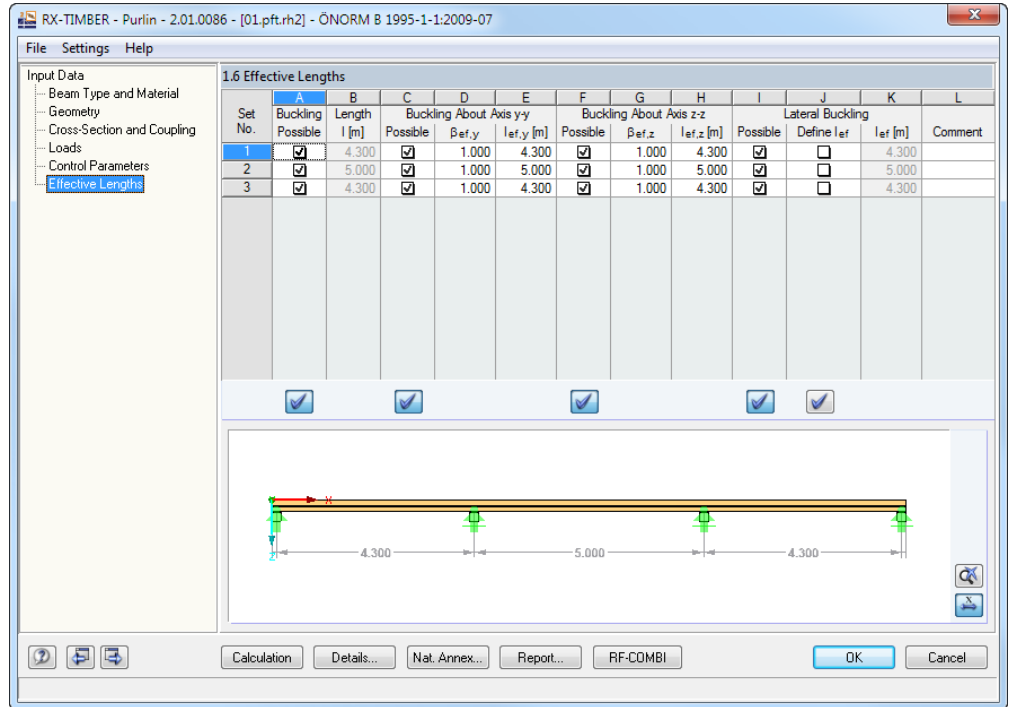 RX-TIMBER - Purlin - 2.01.0086 - [01.pft.rh2] - ÖNORM B 1995-1-1:2009-07
File Settings Help
Input Data
Beam Type and Material
Geometry
Cross-Section and Coupling
Loads
Control Parameters
Effective Lengths
1.6 Effective Lengths
A B C D E F G H I J K L
Set Buckling Length Buckling About Axis y-y Buckling About Axis z-z Lateral Buckling
No. Possible l [m] Possible βef,y lef,y [m] Possible βef,z lef,z [m] Possible Define lef lef [m] Comment
1 4.300 1.000 4.300 1.000 4.300 4.300
2 5.000 1.000 5.000 1.000 5.000 5.000
3 4.300 1.000 4.300 1.000 4.300 4.300
X
Z
4.300 5.000 4.300
Calculation Details... Nat. Annex... Report... RF-COMBI OK Cancel